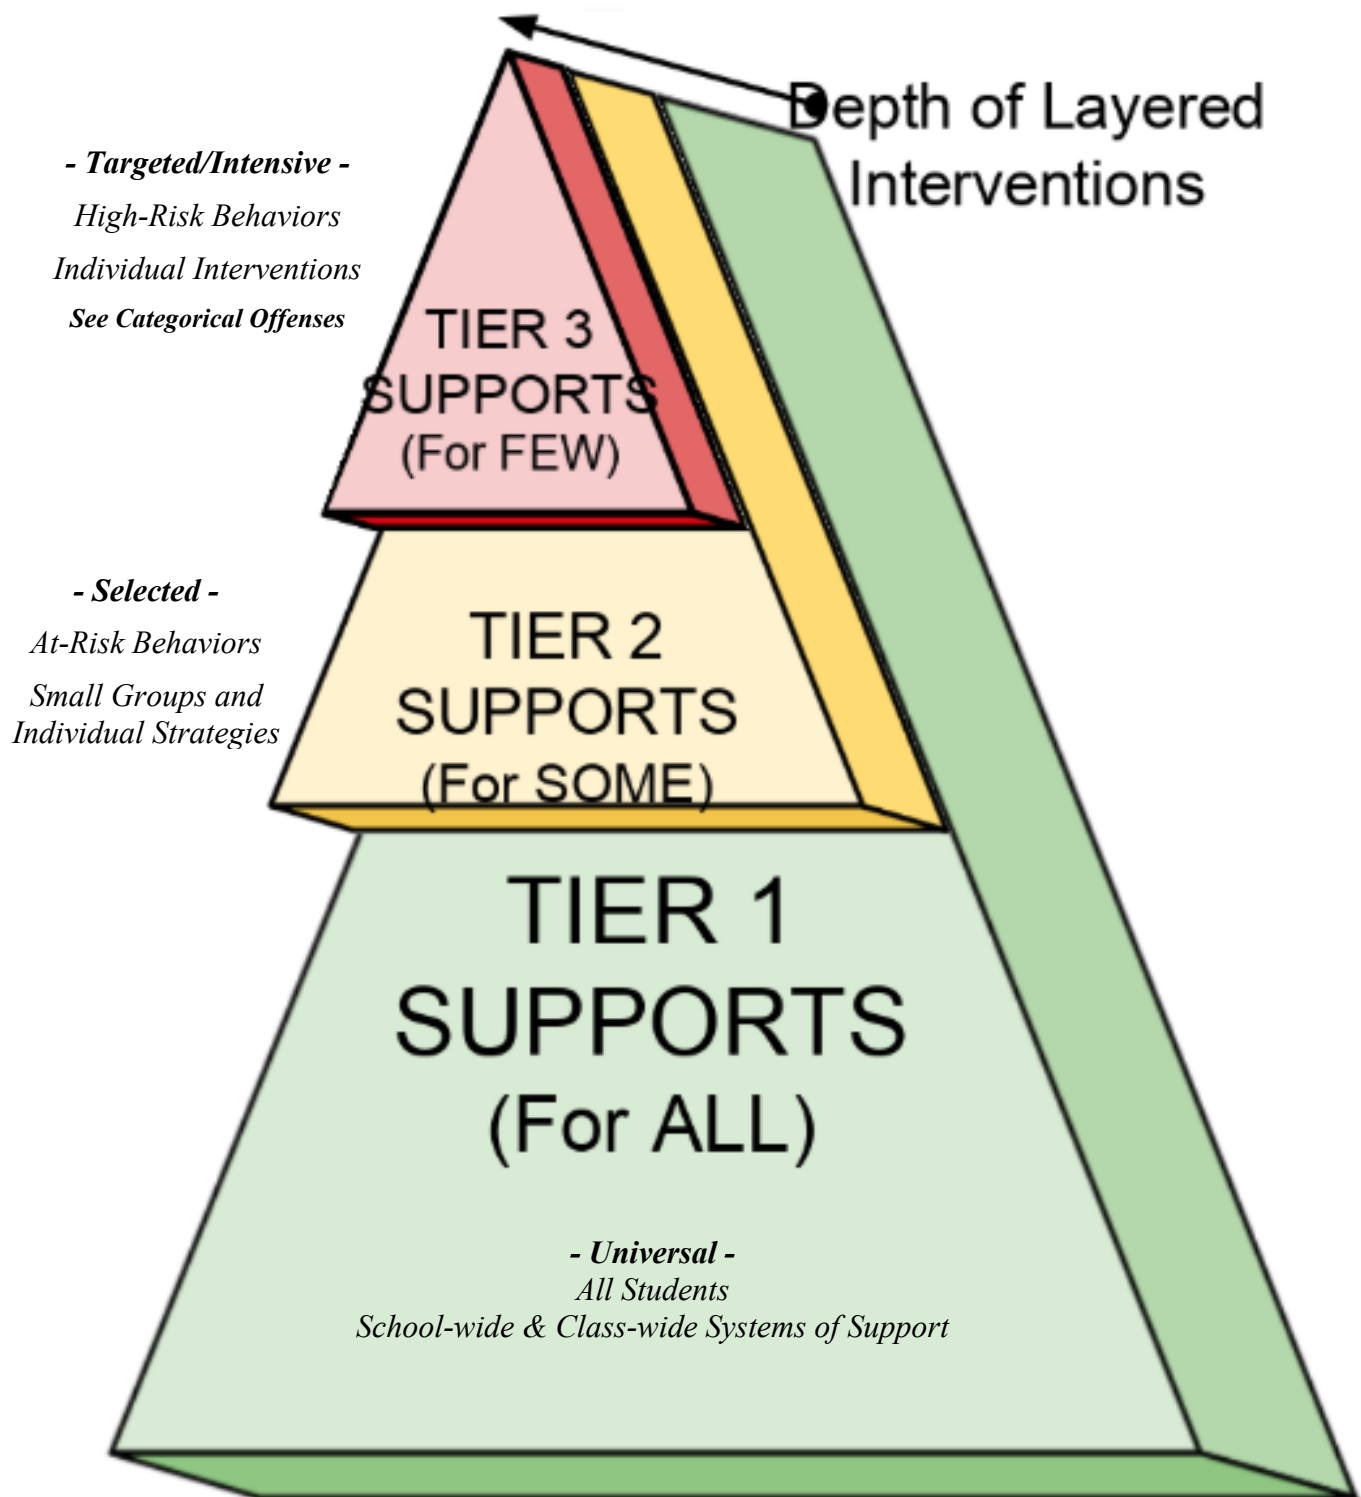 Depth of Layered
Interventions
- Targeted/Intensive -
High-Risk Behaviors
Individual Interventions
See Categorical Offenses
TIER 3
SUPPORTS
(For FEW)
- Selected -
At-Risk Behaviors
Small Groups and
Individual Strategies
TIER 2
SUPPORTS
(For SOME)
TIER 1
SUPPORTS
(For ALL)
- Universal -
All Students
School-wide & Class-wide Systems of Support